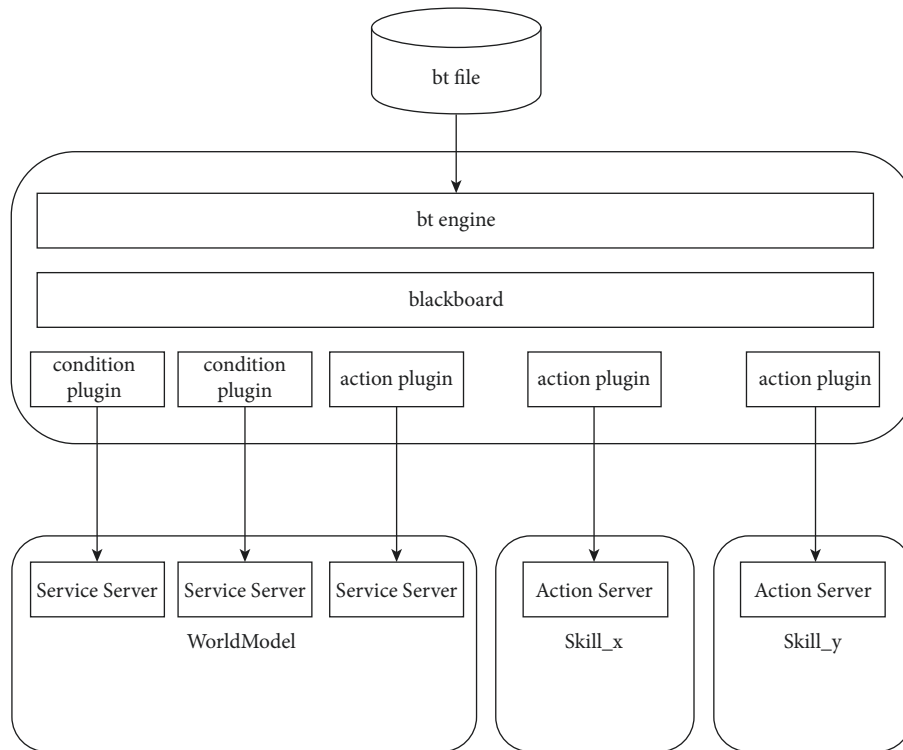 bt file
bt engine
blackboard
condition
plugin
condition
plugin
action plugin
action plugin
action plugin
Service Server
Service Server
Service Server
Action Server
Action Server
WorldModel
Skill_x
Skill_y